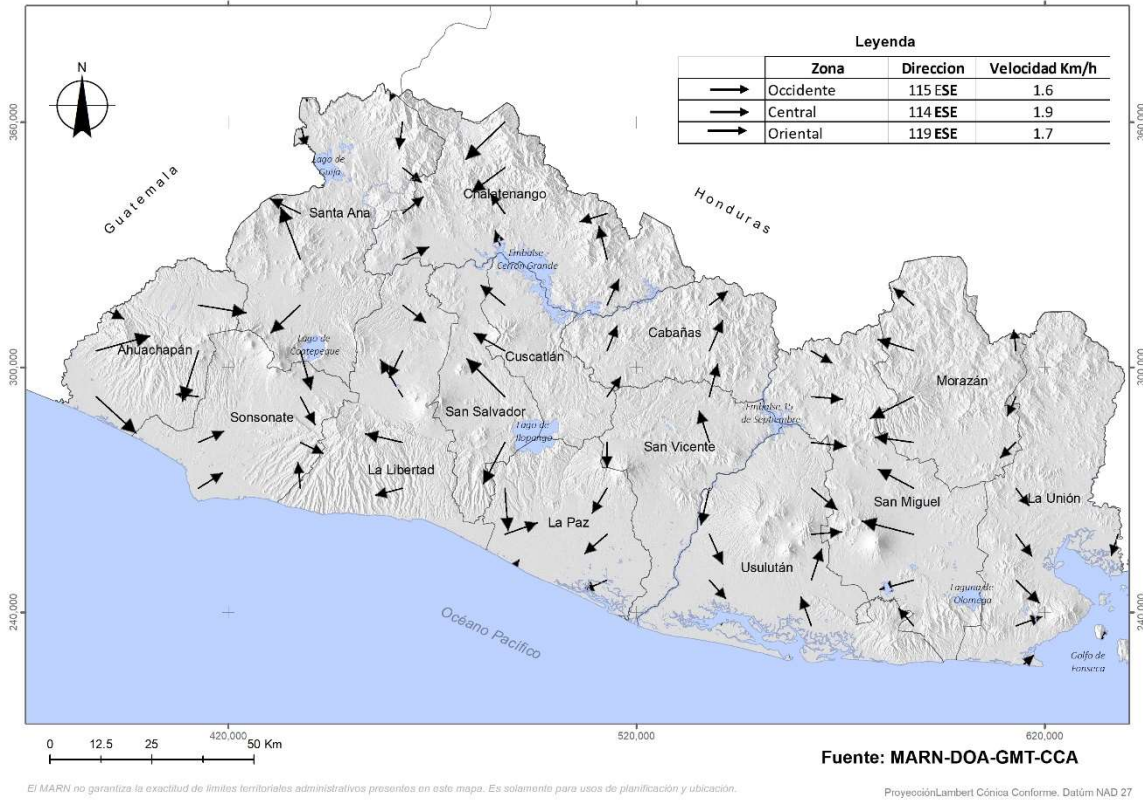 Leyenda
Zona Direccion Velocidad Km/h
Occidente 115 ESE 1.6
Central 114 ESE 1.9
Oriental 119 ESE 1.7
N
360,000
360,000
Guatemala
Honduras
Lago de
Guija
Santa Ana
Chalatenango
Embalse
Cerrón Grande
Ahuachapán
Lago de
Coatepeque
Cuscatlán
Cabañas
300,000
300,000
Morazán
Sonsonate
San Salvador
Lago de
Ilopango
Embalse 15
de Septiembre
San Vicente
La Libertad
La Paz
San Miguel
La Unión
Usulután
Laguna de
Olomega
240,000
240,000
Océano Pacífico
Golfo de
Fonseca
420,000
520,000
620,000
0 12.5 25 50 Km
Fuente: MARN-DOA-GMT-CCA
El MARN no garantiza la exactitud de límites territoriales administrativos presentes en este mapa. Es solamente para usos de planificación y ubicación.
ProyecciónLambert Cónica Conforme. Datúm NAD 27